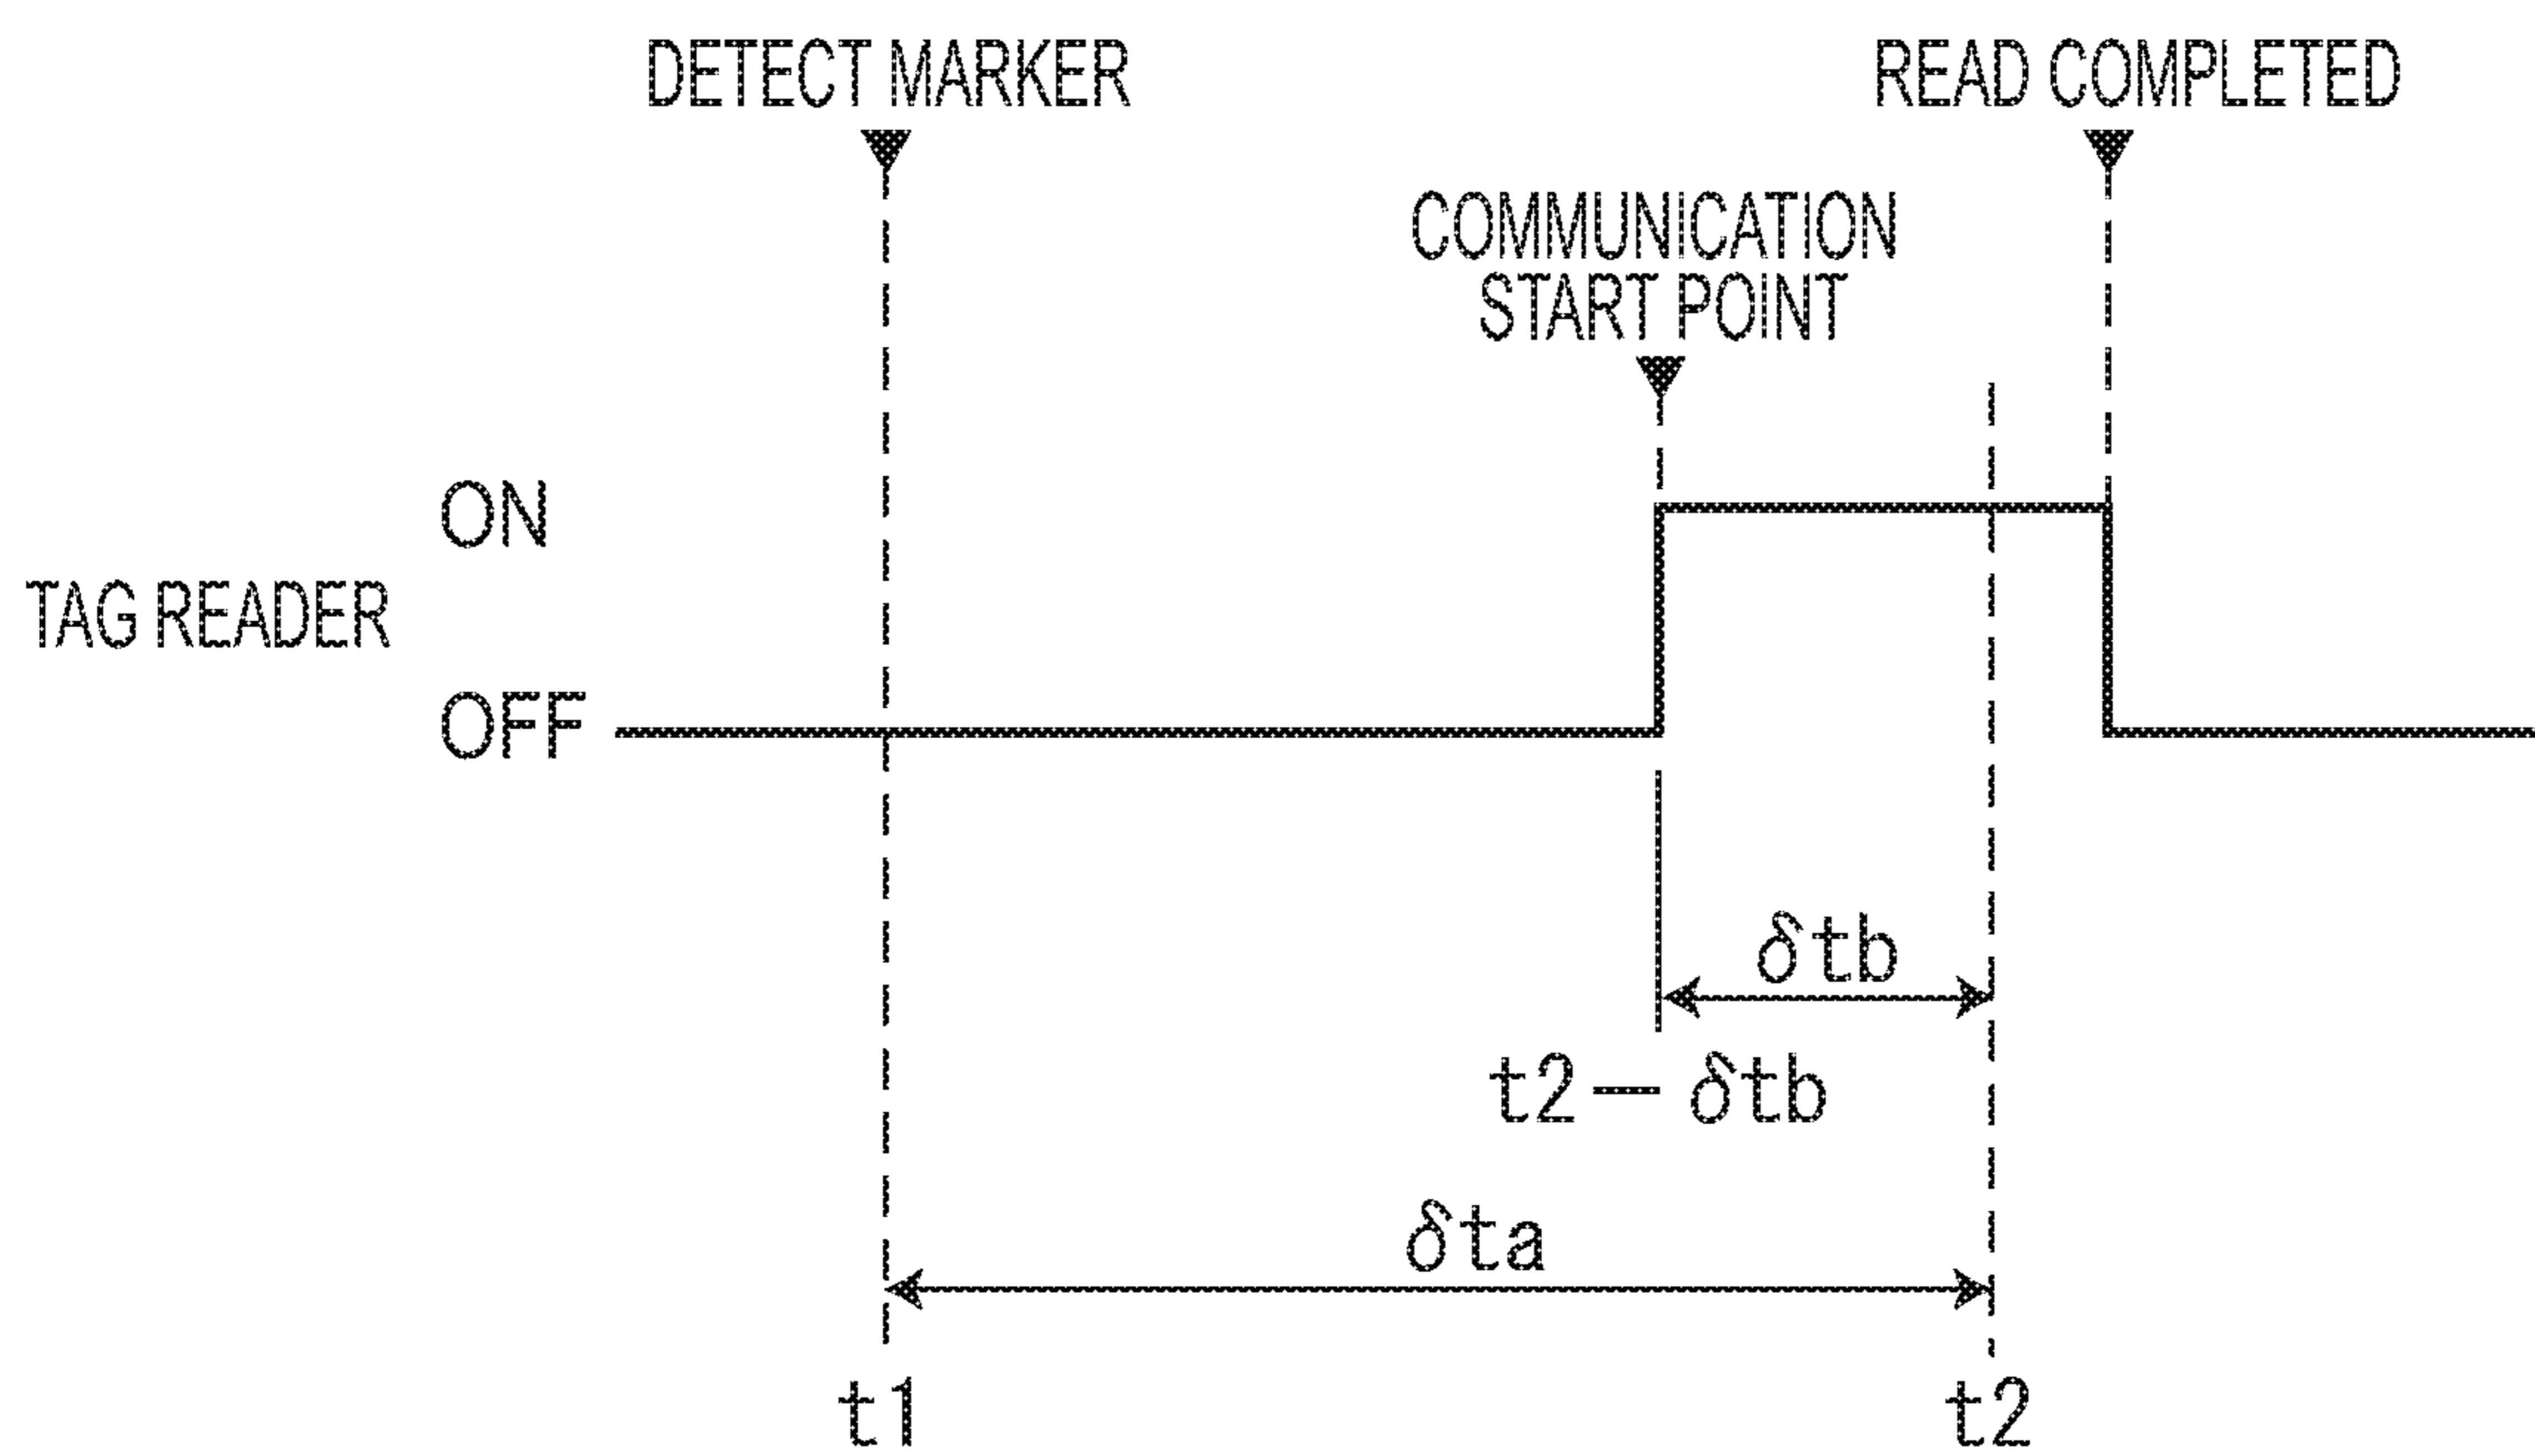 DETECT MARKER
READ COMPLETED
COMMUNICATION
START POINT
ON
TAG READER
OFF
δtb
t2－δtb
δta
t1
t2